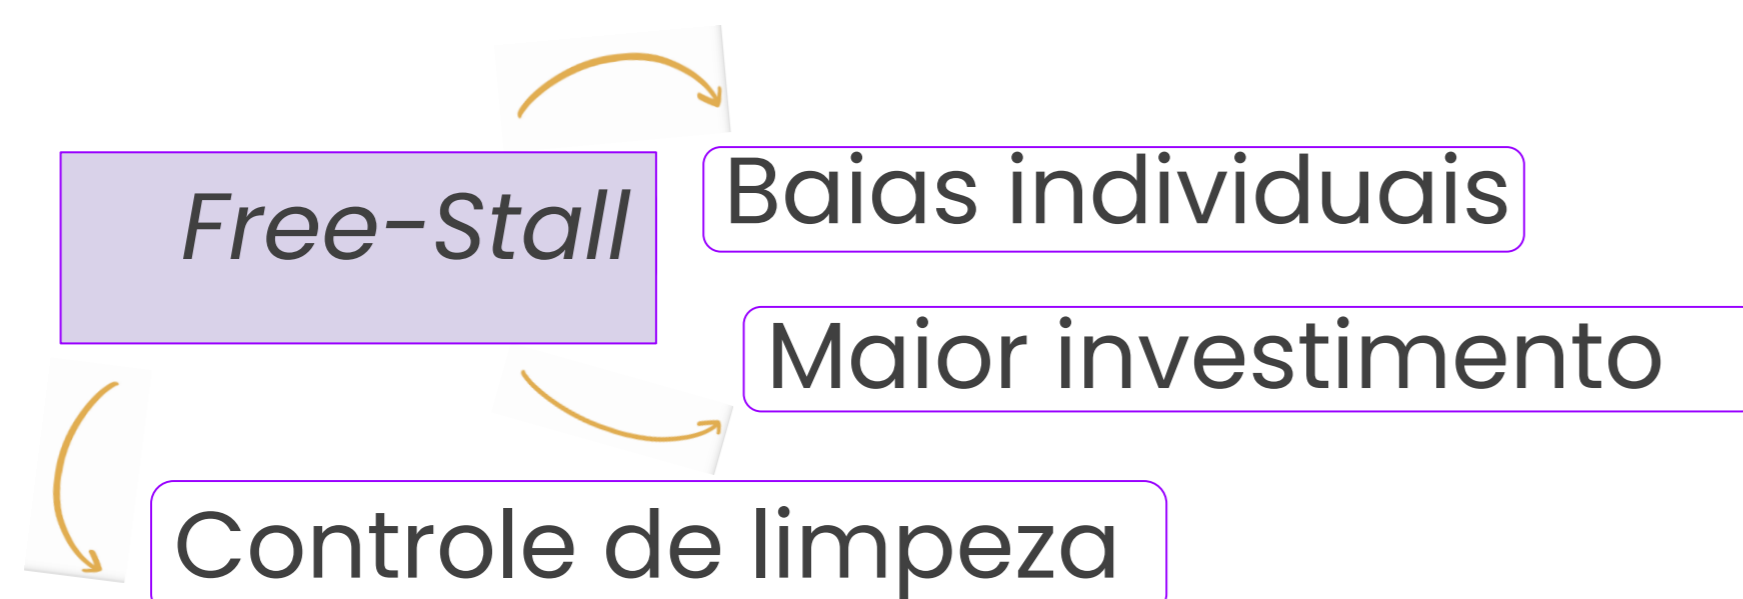 Free-Stall
Baias individuais
Maior investimento
Controle de limpeza